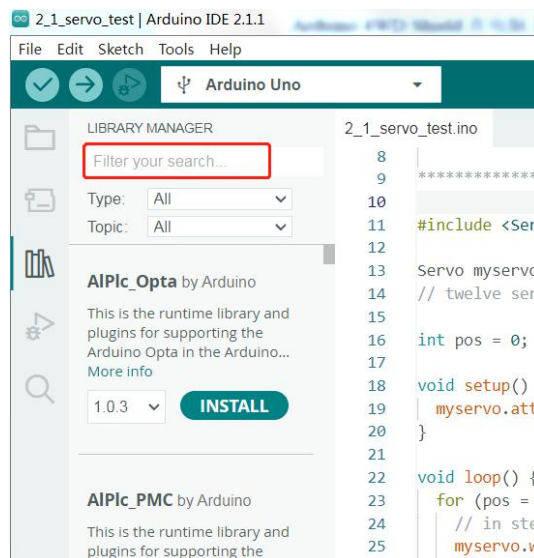 2_1_servo_test | Arduino IDE 2.1.1
File Edit Sketch Tools Help
Arduino Uno
LIBRARY MANAGER
Filter your search...
Type: All
Topic: All
AlPlc_Opta by Arduino
This is the runtime library and
plugins for supporting the
Arduino Opta in the Arduino...
More info
1.0.3
INSTALL
AlPlc_PMC by Arduino
This is the runtime library and
plugins for supporting the
2_1_servo_test.ino
8
9 *************
10
11 #include <Ser
12
13 Servo myservo
14 // twelve ser
15
16 int pos = 0;
17
18 void setup()
19 myservo.att
20 }
21
22 void loop() {
23 for (pos =
24 // in ste
25 myservo.w